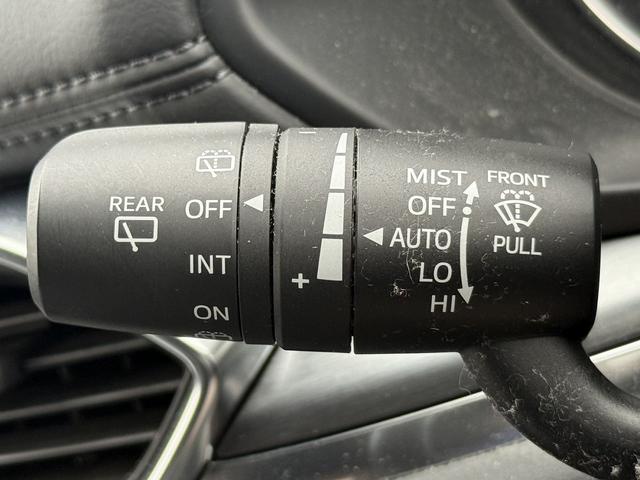 REAR
OFF
INT
ON
−
+
MIST
OFF
AUTO
LO
HI
FRONT
PULL